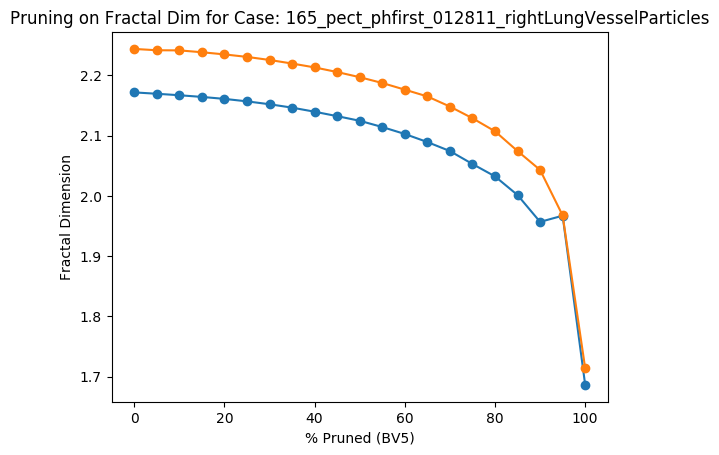 Pruning on Fractal Dim for Case: 165_pect_phfirst_012811_rightLungVesselParticles
2.2
2.1
2.0
1.9
1.8
1.7
Fractal Dimension
0 20 40 60 80 100
% Pruned (BV5)